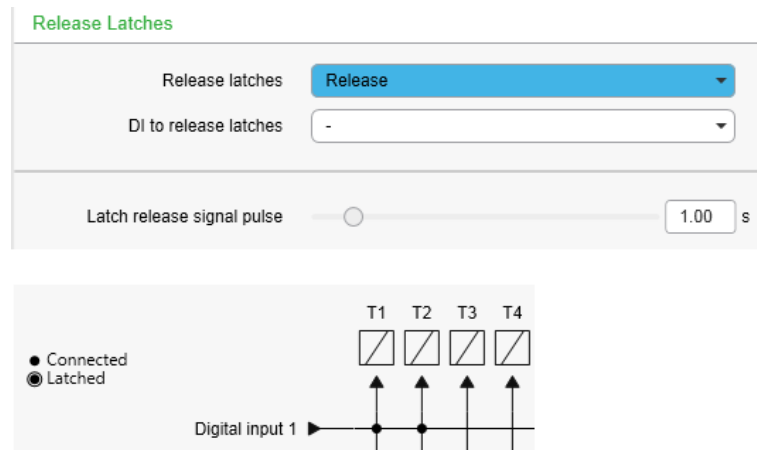 Release Latches
Release latches Release
DI to release latches -
Latch release signal pulse 1.00 s
T1 T2 T3 T4
Connected
Latched
Digital input 1